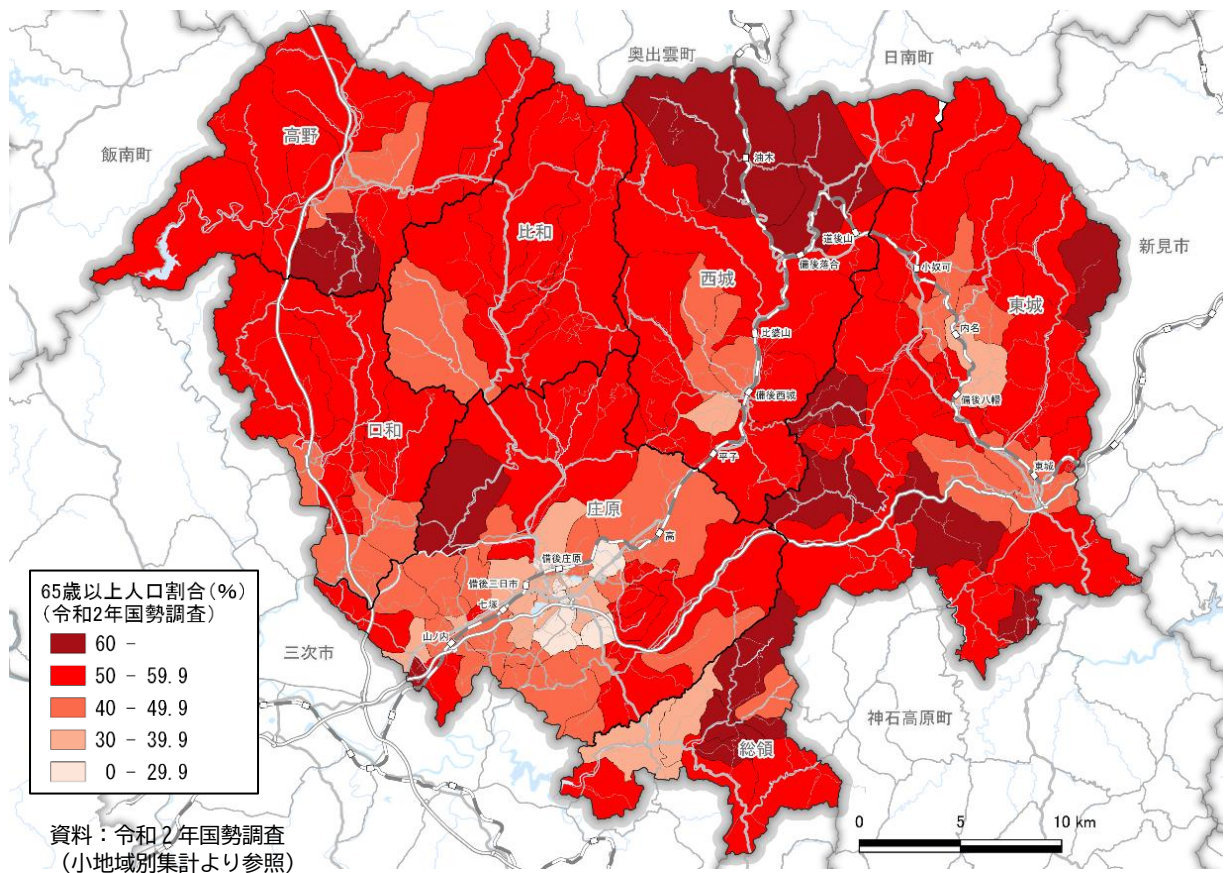 奥出雲町
日南町
高野
飯南町
油木
比和
道後山
新見市
備後落合
小奴可
西城
東城
内名
比婆山
備後西城
備後八幡
口和
平子
東城
庄原
高
備後庄原
備後三日市
七塚
山ノ内
三次市
神石高原町
総領
65歳以上人口割合(%)
(令和2年国勢調査)
60 -
50 - 59.9
40 - 49.9
30 - 39.9
0 - 29.9
0 5 10 km
資料：令和2年国勢調査
(小地域別集計より参照)